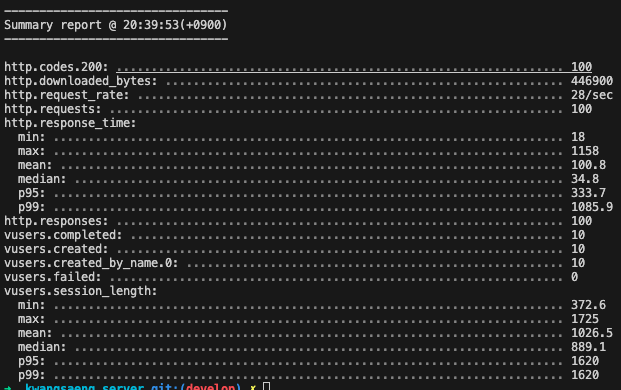 --------------------------------
Summary report @ 20:39:53(+0900)
--------------------------------
http.codes.200: ................................................................ 100
http.downloaded_bytes: ......................................................... 446900
http.request_rate: ............................................................. 28/sec
http.requests: ................................................................. 100
http.response_time:
  min: ......................................................................... 18
  max: ......................................................................... 1158
  mean: ........................................................................ 100.8
  median: ...................................................................... 34.8
  p95: ......................................................................... 333.7
  p99: ......................................................................... 1085.9
http.responses: ................................................................ 100
vusers.completed: .............................................................. 10
vusers.created: ................................................................ 10
vusers.created_by_name.0: ...................................................... 10
vusers.failed: ................................................................. 0
vusers.session_length:
  min: ......................................................................... 372.6
  max: ......................................................................... 1725
  mean: ........................................................................ 1026.5
  median: ...................................................................... 889.1
  p95: ......................................................................... 1620
  p99: ......................................................................... 1620
➜  kwangsaeng_server git:(develop) ✗